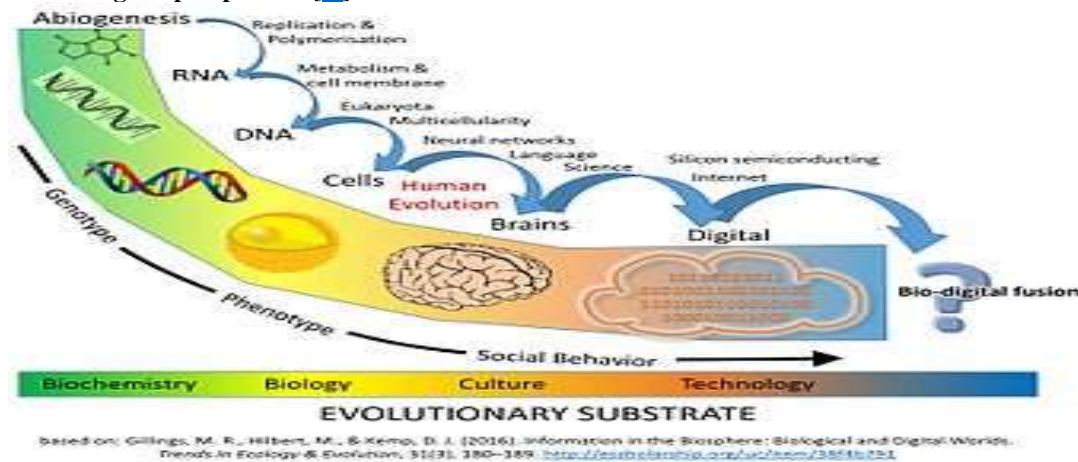 Abiogenesis
Replication &
Polymerisation
RNA
Metabolism &
cell membrane
Eukaryota
Multicellularity
DNA
Neural networks
Language
Science
Silicon semiconducting
Internet
Cells
Human
Evolution
Brains
Digital
Bio-digital fusion
?
Genotype
Phenotype
Social Behavior
Biochemistry Biology Culture Technology
EVOLUTIONARY SUBSTRATE
based on: Gillings, M. R., Hilbert, M., & Kemp, D. J. (2016). Information in the Biosphere: Biological and Digital Worlds.
Trends in Ecology & Evolution, 31(3), 180–189.